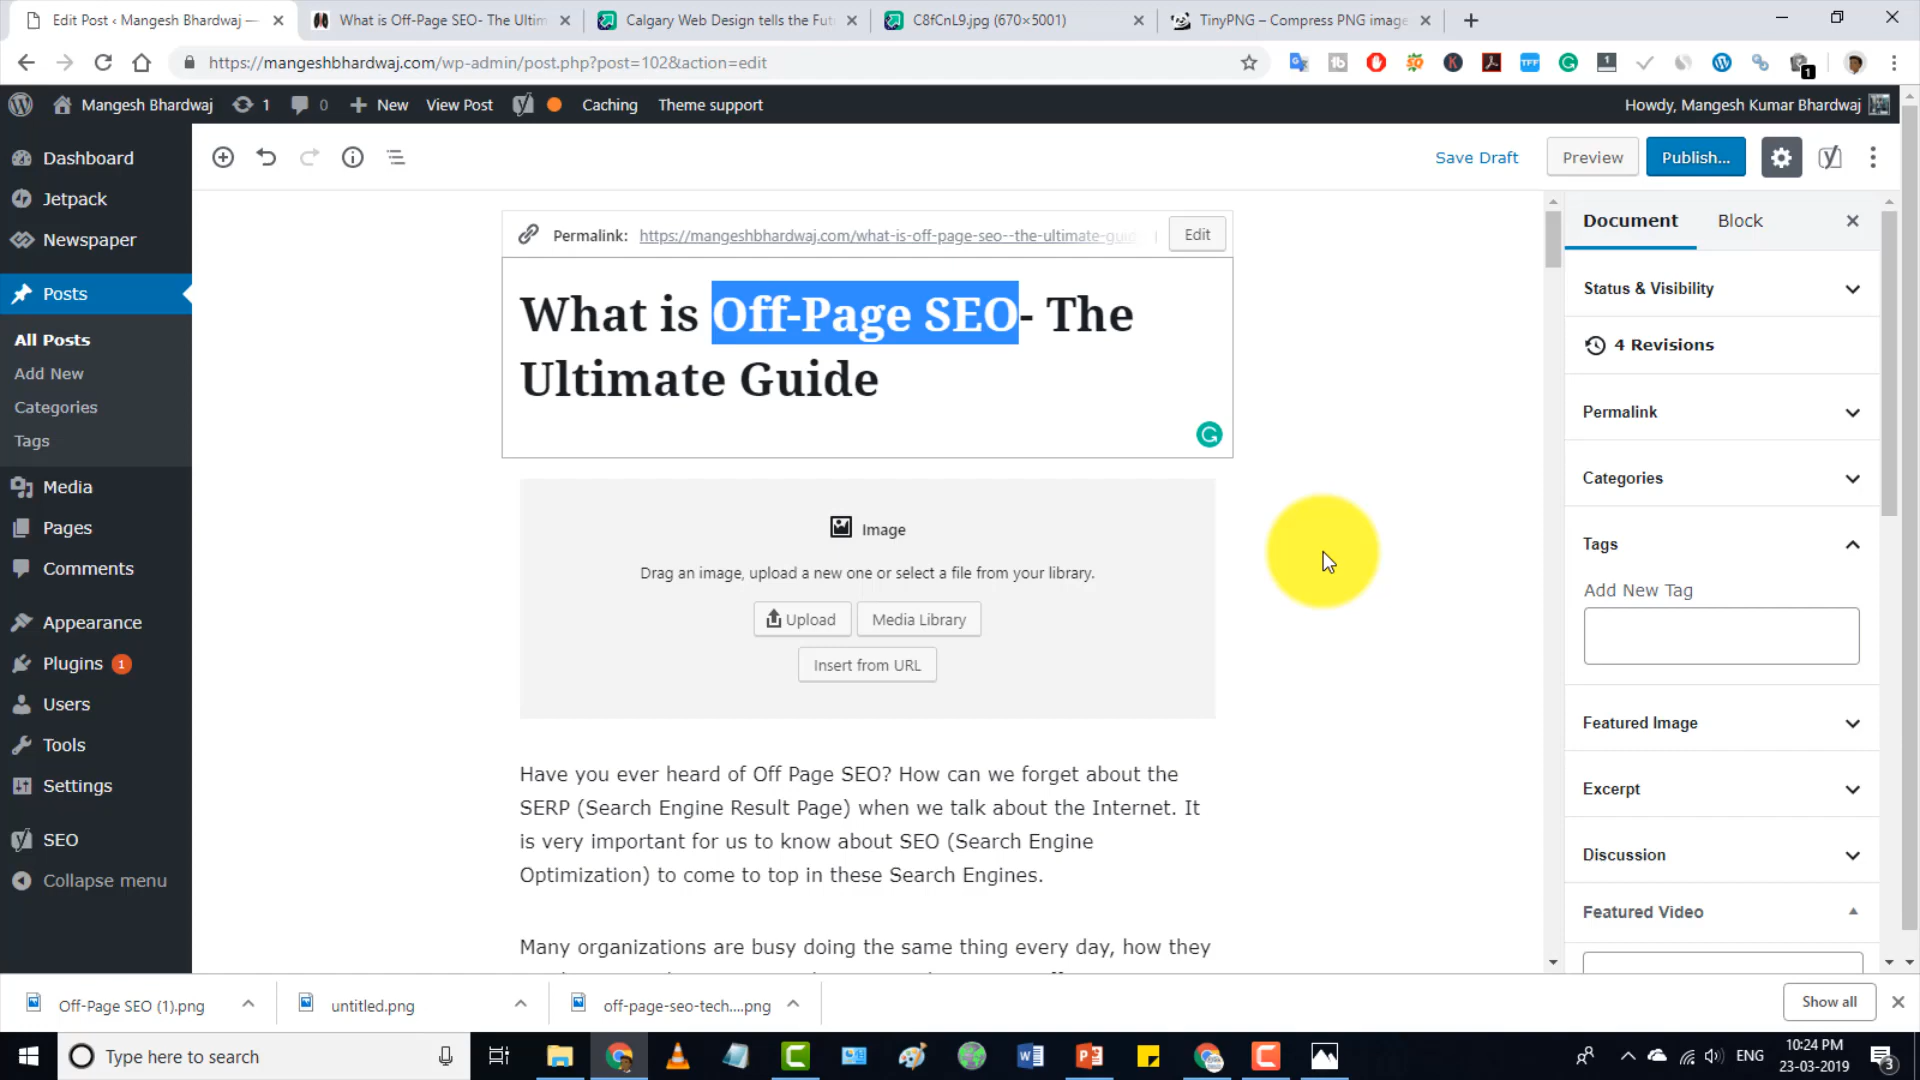 Edit Post ‹ Mangesh Bhardwaj —
What is Off-Page SEO- The Ultim
Calgary Web Design tells the Fut
C8fCnL9.jpg (670×5001)
TinyPNG – Compress PNG image
https://mangeshbhardwaj.com/wp-admin/post.php?post=102&action=edit
Mangesh Bhardwaj
1
0
New
View Post
Caching
Theme support
Howdy, Mangesh Kumar Bhardwaj
Dashboard
Jetpack
Newspaper
Posts
All Posts
Add New
Categories
Tags
Media
Pages
Comments
Appearance
Plugins 1
Users
Tools
Settings
SEO
Collapse menu
Save Draft
Preview
Publish...
Permalink: https://mangeshbhardwaj.com/what-is-off-page-seo--the-ultimate-guid
Edit
What is Off-Page SEO- The
Ultimate Guide
Image
Drag an image, upload a new one or select a file from your library.
Upload
Media Library
Insert from URL
Have you ever heard of Off Page SEO? How can we forget about the
SERP (Search Engine Result Page) when we talk about the Internet. It
is very important for us to know about SEO (Search Engine
Optimization) to come to top in these Search Engines.
Many organizations are busy doing the same thing every day, how they
Document
Block
Status & Visibility
4 Revisions
Permalink
Categories
Tags
Add New Tag
Featured Image
Excerpt
Discussion
Featured Video
Off-Page SEO (1).png
untitled.png
off-page-seo-tech....png
Show all
Type here to search
ENG
10:24 PM
23-03-2019
3